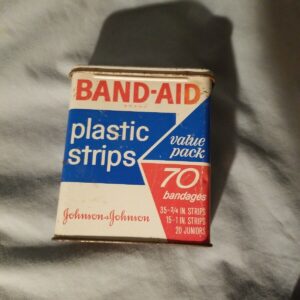 BAND-AID
BRAND
plastic
strips
value
pack
70
bandages
35-3/4 IN. STRIPS
15-1 IN. STRIPS
20 JUNIORS
Johnson & Johnson